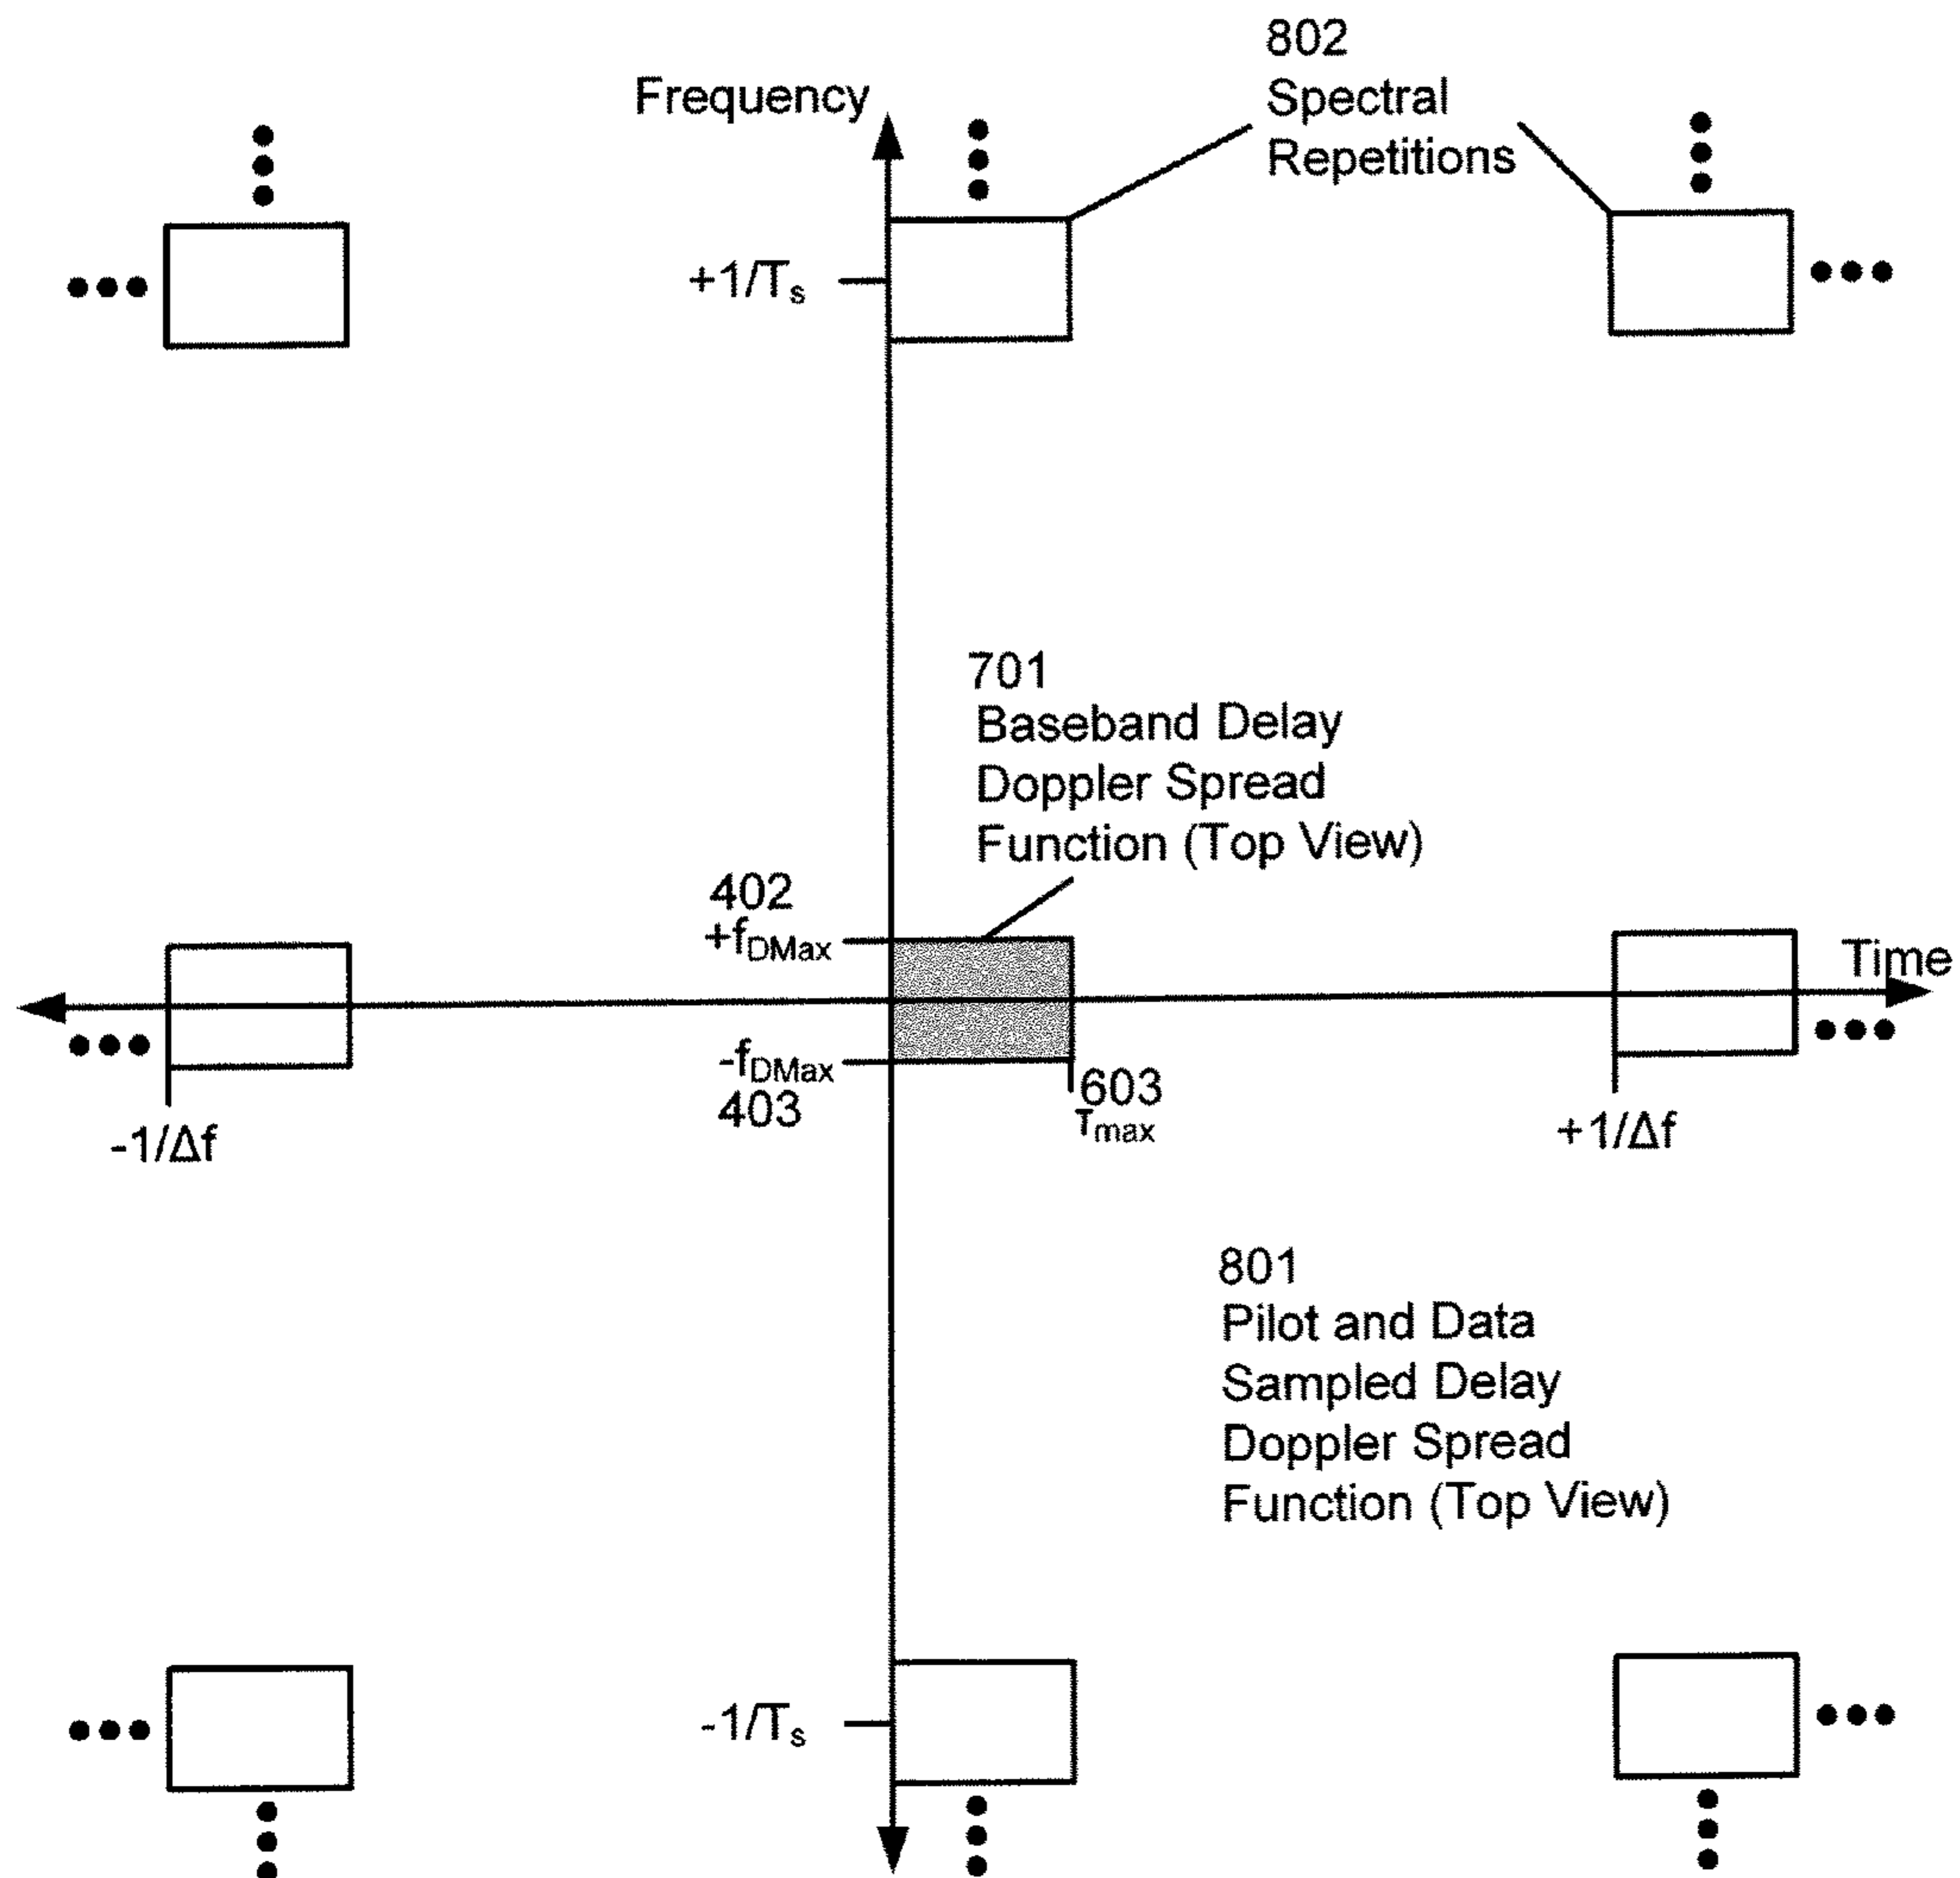 802
Spectral
Repetitions
Frequency
+1/Ts
701
Baseband Delay
Doppler Spread
Function (Top View)
402
+fDMax
Time
-fDMax
403
603
τmax
-1/Δf
+1/Δf
801
Pilot and Data
Sampled Delay
Doppler Spread
Function (Top View)
-1/Ts